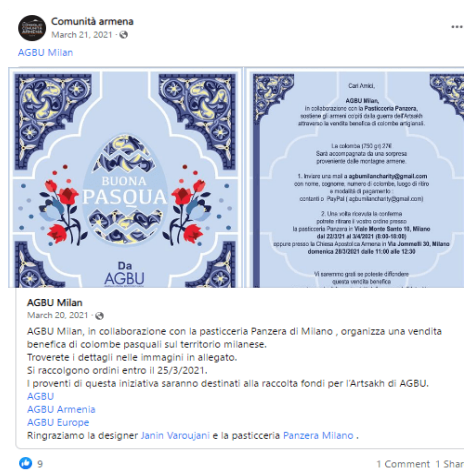 Comunità armena
March 21, 2021
AGBU Milan
BUONA
PASQUA
Da
AGBU
Cari Amici,
AGBU Milan,
in collaborazione con la Pasticceria Panzera,
sostiene gli armeni colpiti dalla guerra dell'Artsakh
attraverso la vendita benefica di colombe artigianali.
La colomba (750 gr) 27€
Sarà accompagnata da una sorpresa
proveniente dalle montagne armene.
1. Inviare una mail a agbumilancharity@gmail.com
con nome, cognome, numero di colombe, luogo di ritiro
e modalità di pagamento:
contanti o PayPal ( agbumilancharity@gmail.com)
2. Una volta ricevuta la conferma
potrete ritirare il vostro ordine presso
la pasticceria Panzera in Viale Monte Santo 10, Milano
dal 22/3/21 al 3/4/2021 (8:00-19:00)
oppure presso la Chiesa Apostolica Armena in Via Jommelli 30, Milano
domenica 28/3/2021 dalle 11:00 alle 12:30
Vi saremmo grati se poteste diffondere
questa vendita benefica
AGBU Milan
March 20, 2021
AGBU Milan, in collaborazione con la pasticceria Panzera di Milano , organizza una vendita
benefica di colombe pasquali sul territorio milanese.
Troverete i dettagli nelle immagini in allegato.
Si raccolgono ordini entro il 25/3/2021.
I proventi di questa iniziativa saranno destinati alla raccolta fondi per l'Artsakh di AGBU.
AGBU
AGBU Armenia
AGBU Europe
Ringraziamo la designer Janin Varoujani e la pasticceria Panzera Milano .
9
1 Comment 1 Shar